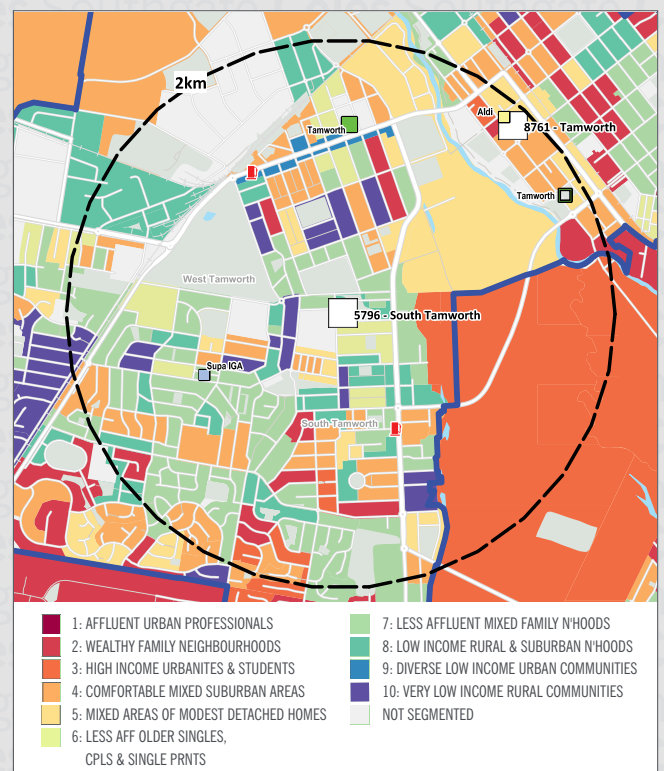 2km
Tamworth
Aldi
8761 - Tamworth
Tamworth
West Tamworth
5796 - South Tamworth
Supa IGA
South Tamworth
1: AFFLUENT URBAN PROFESSIONALS
2: WEALTHY FAMILY NEIGHBOURHOODS
3: HIGH INCOME URBANITES & STUDENTS
4: COMFORTABLE MIXED SUBURBAN AREAS
5: MIXED AREAS OF MODEST DETACHED HOMES
6: LESS AFF OLDER SINGLES,
CPLS & SINGLE PRNTS
7: LESS AFFLUENT MIXED FAMILY N'HOODS
8: LOW INCOME RURAL & SUBURBAN N'HOODS
9: DIVERSE LOW INCOME URBAN COMMUNITIES
10: VERY LOW INCOME RURAL COMMUNITIES
NOT SEGMENTED